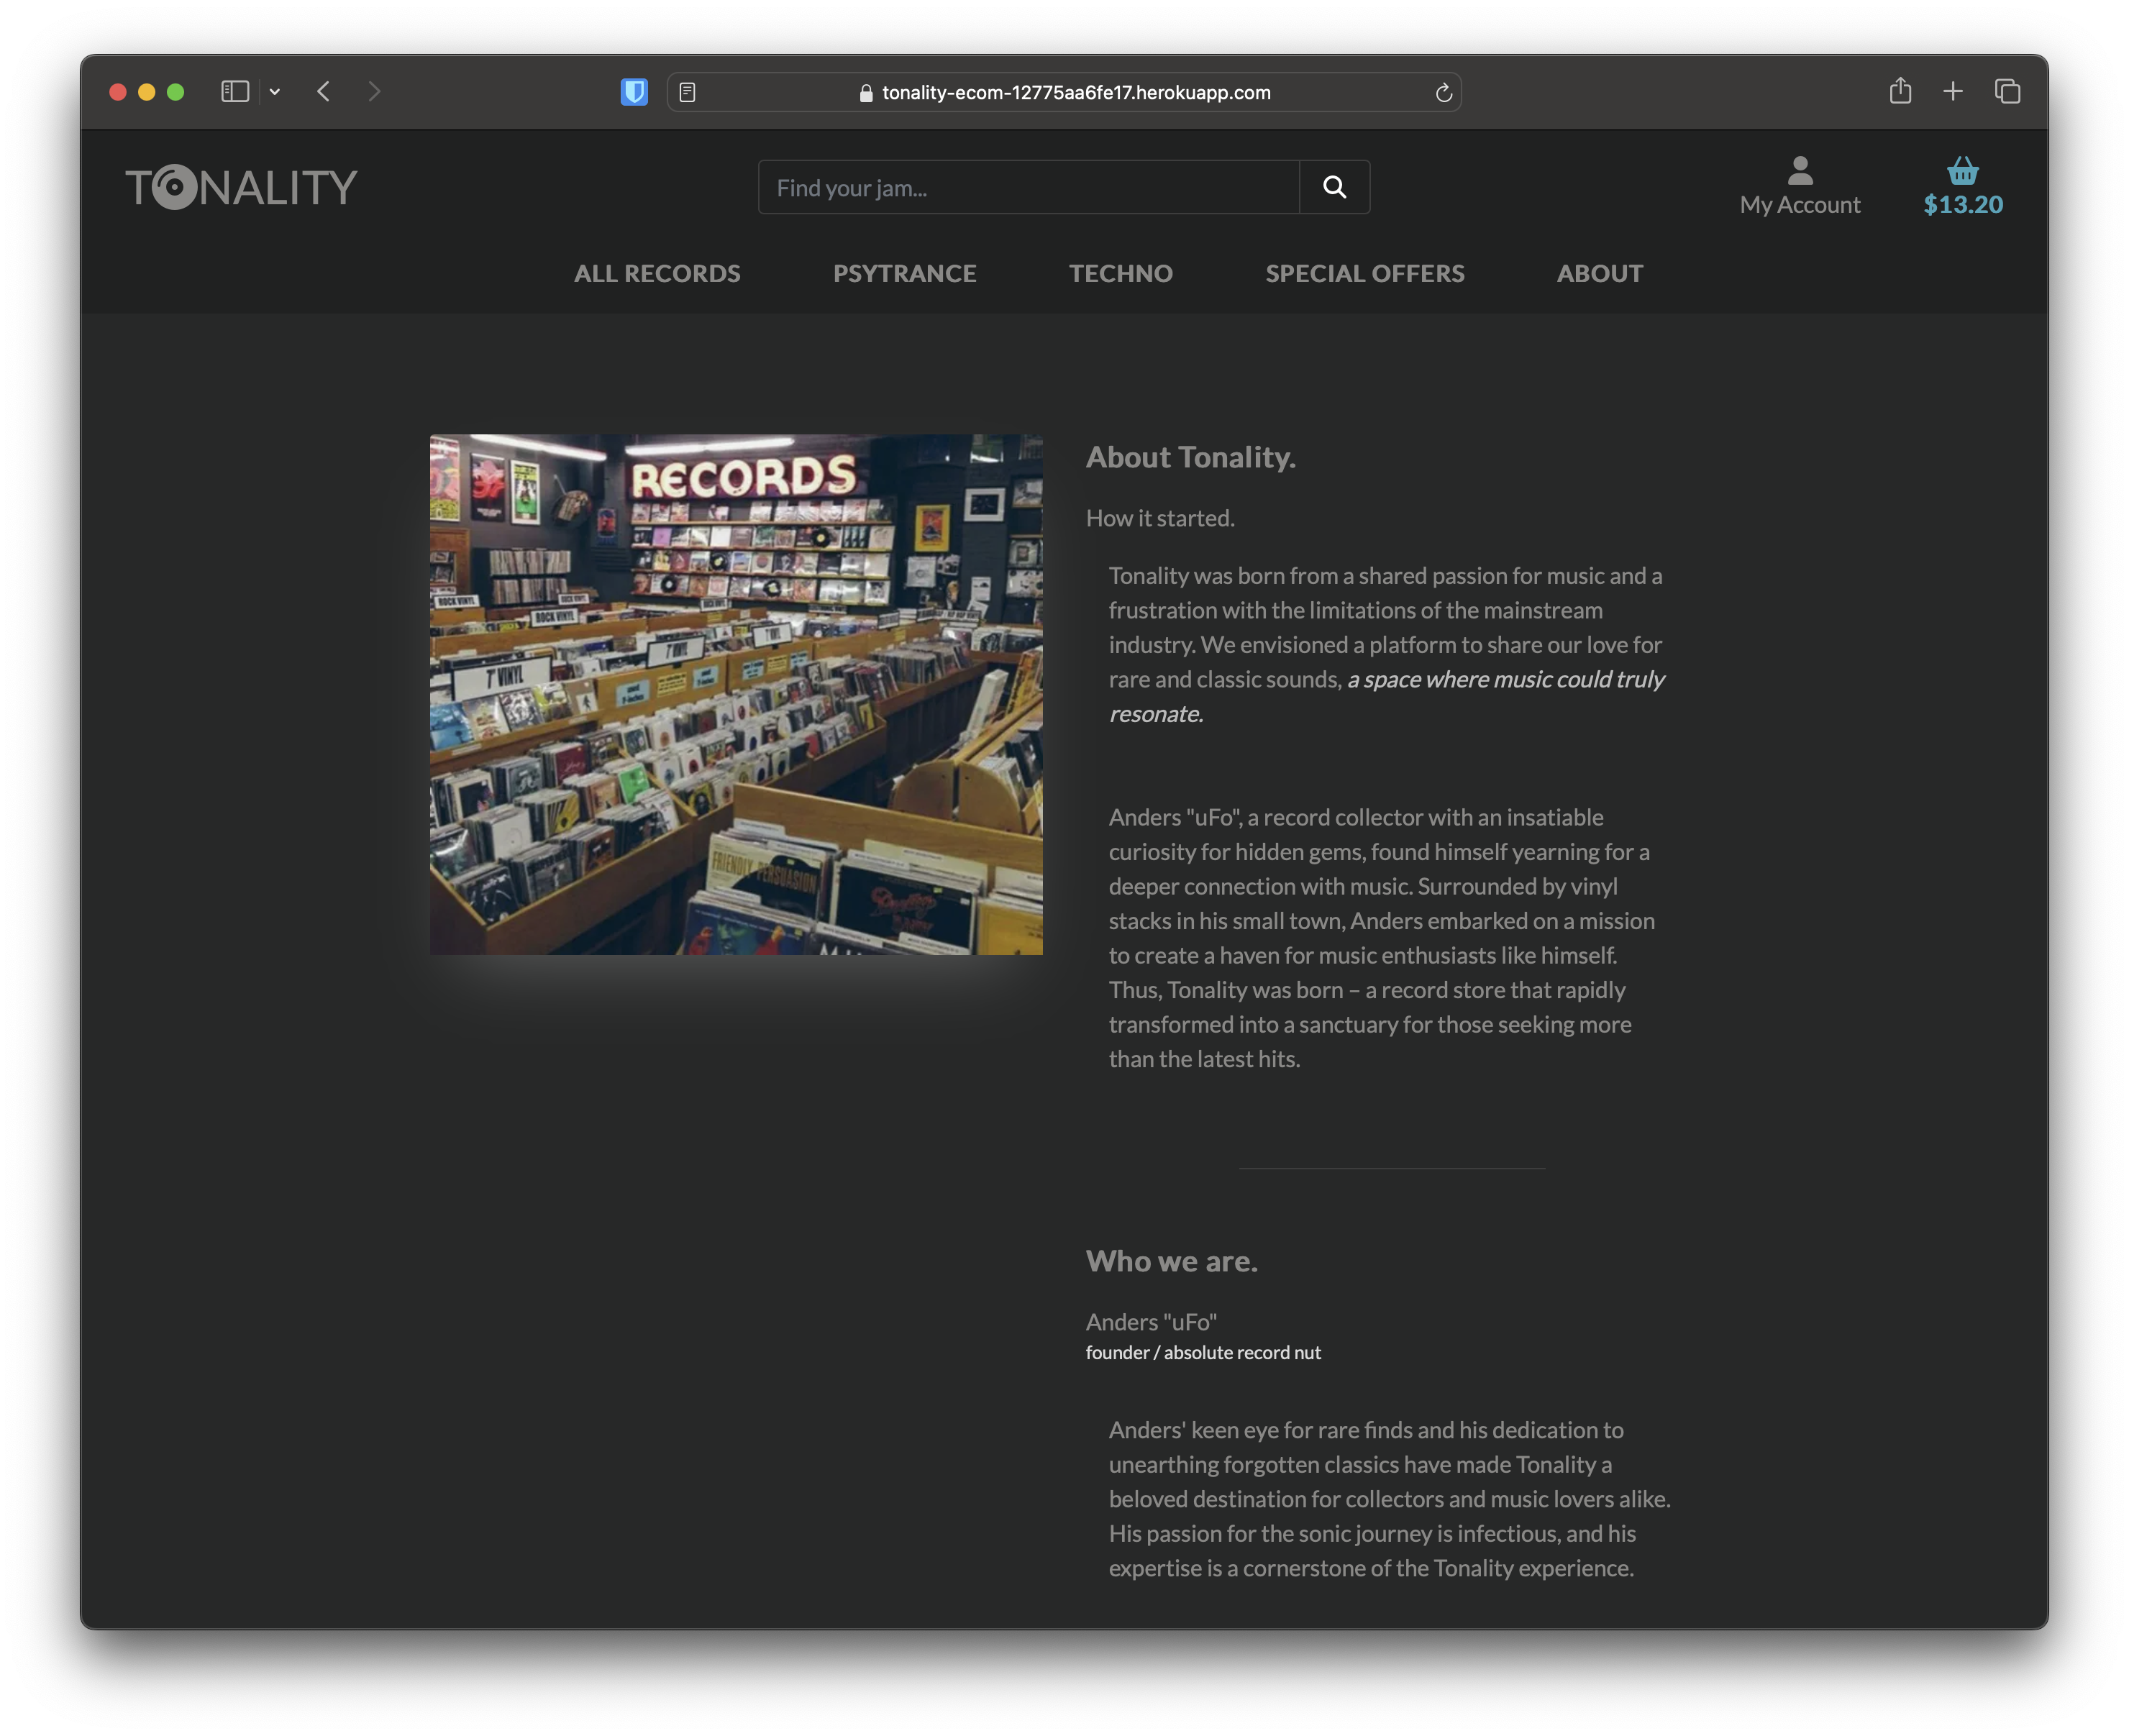 tonality-ecom-12775aa6fe17.herokuapp.com
TONALITY
Find your jam...
My Account
$13.20
ALL RECORDS
PSYTRANCE
TECHNO
SPECIAL OFFERS
ABOUT
RECORDS
ROCK VINYL
ROCK VINYL
7" VINYL
FRIENDLY PERSUASION
About Tonality.
How it started.
Tonality was born from a shared passion for music and a
frustration with the limitations of the mainstream
industry. We envisioned a platform to share our love for
rare and classic sounds, a space where music could truly
resonate.
Anders "uFo", a record collector with an insatiable
curiosity for hidden gems, found himself yearning for a
deeper connection with music. Surrounded by vinyl
stacks in his small town, Anders embarked on a mission
to create a haven for music enthusiasts like himself.
Thus, Tonality was born – a record store that rapidly
transformed into a sanctuary for those seeking more
than the latest hits.
Who we are.
Anders "uFo"
founder / absolute record nut
Anders' keen eye for rare finds and his dedication to
unearthing forgotten classics have made Tonality a
beloved destination for collectors and music lovers alike.
His passion for the sonic journey is infectious, and his
expertise is a cornerstone of the Tonality experience.